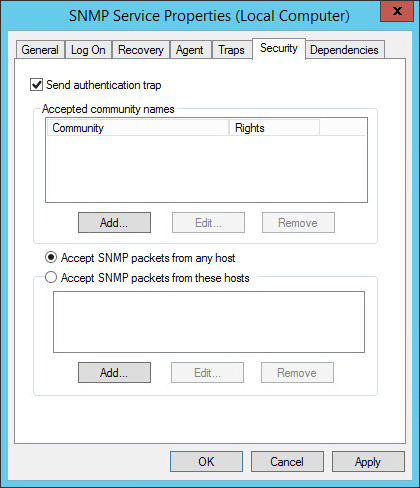 SNMP Service Properties (Local Computer)
x
General Log On Recovery Agent Traps Security Dependencies
Send authentication trap
Accepted community names
Community Rights
Add... Edit... Remove
Accept SNMP packets from any host
Accept SNMP packets from these hosts
Add... Edit... Remove
OK Cancel Apply